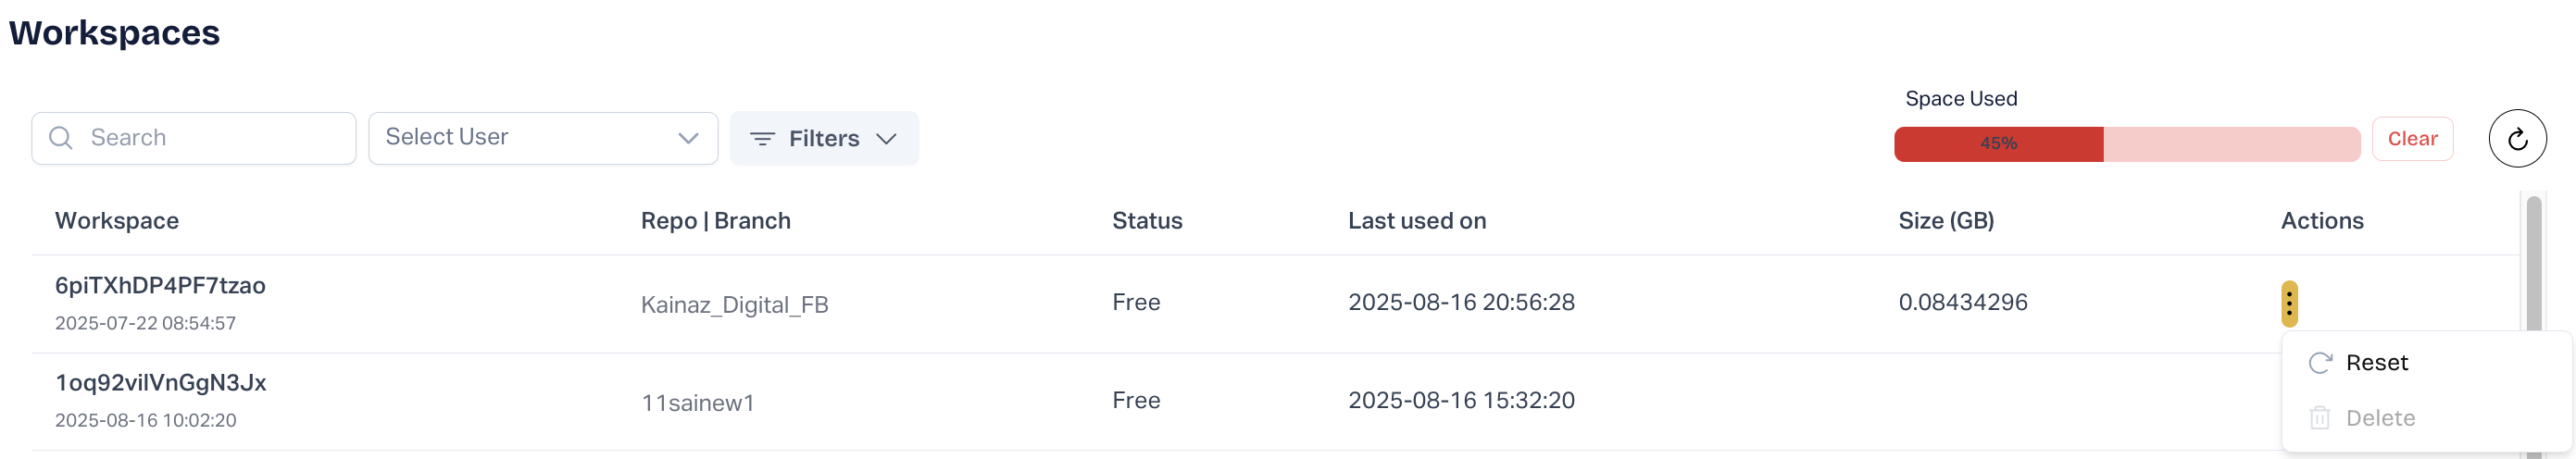 Workspaces
Space Used
Search
Select User
Filters
45%
Clear
Workspace Repo | Branch Status Last used on Size (GB) Actions
6piTXhDP4PF7tzao
2025-07-22 08:54:57
Kainaz_Digital_FB Free 2025-08-16 20:56:28 0.08434296
Reset
1oq92vilVnGgN3Jx
2025-08-16 10:02:20
11sainew1 Free 2025-08-16 15:32:20
Delete